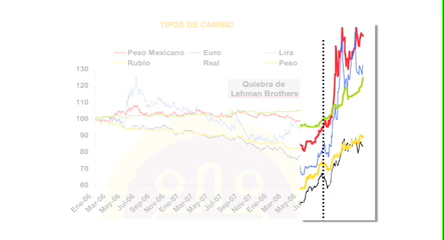 TIPOS DE CAMBIO
Peso Mexicano Euro Lira
Rublo Real Peso
Quiebra de
Lehman Brothers
130
120
110
100
90
80
70
60
Ene-06 Mar-06 May-06 Jul-06 Sep-06 Nov-06 Ene-07 Mar-07 May-07 Jul-07 Sep-07 Nov-07 Ene-08 Mar-08 May-08